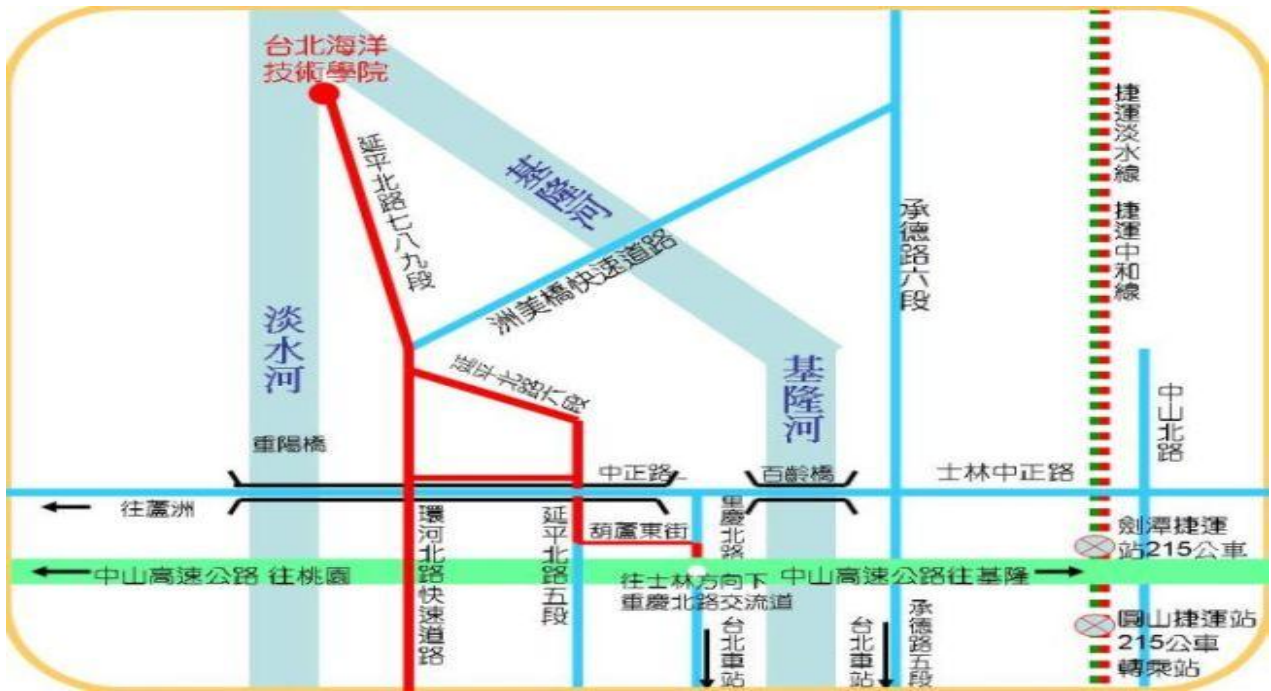 台北海洋
技術學院
延平北路七八九段
基隆河
洲美橋快速道路
承德路六段
捷運淡水線
捷運中和線
淡水河
延平北路六段
基隆河
中山北路
重陽橋
中正路
百齡橋
士林中正路
往蘆洲
環河北路快速道路
延平北路五段
葫蘆東街
重慶北路
劍潭捷運
站215公車
中山高速公路 往桃園
往士林方向下
重慶北路交流道
中山高速公路往基隆
台北車站
台北車站
承德路五段
圓山捷運站
215公車
轉乘站